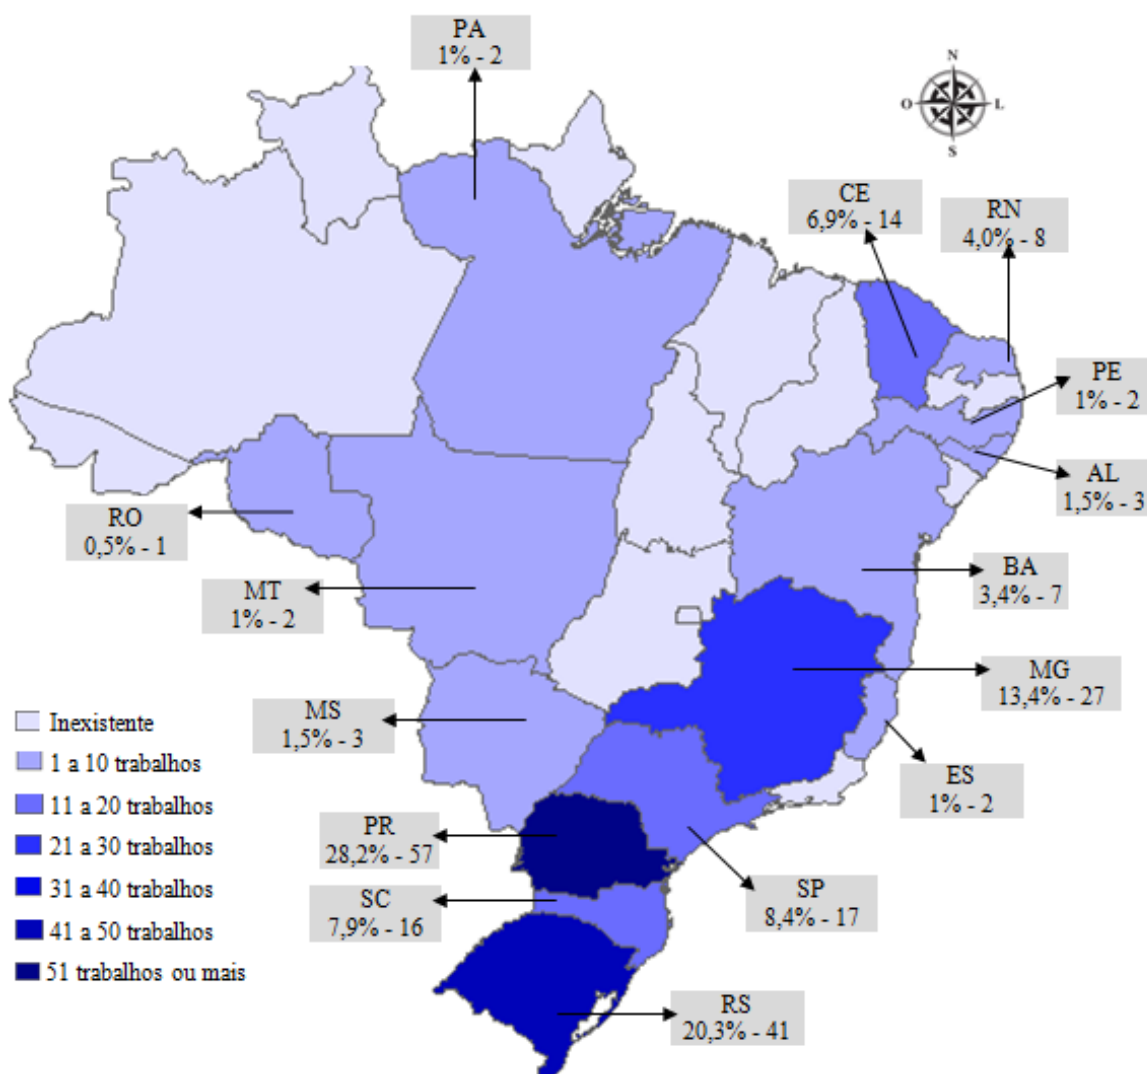 PA
1% - 2
N
O
L
S
CE
6,9% - 14
RN
4,0% - 8
PE
1% - 2
AL
1,5% - 3
RO
0,5% - 1
BA
3,4% - 7
MT
1% - 2
MG
13,4% - 27
MS
1,5% - 3
ES
1% - 2
PR
28,2% - 57
SP
8,4% - 17
SC
7,9% - 16
RS
20,3% - 41
Inexistente
1 a 10 trabalhos
11 a 20 trabalhos
21 a 30 trabalhos
31 a 40 trabalhos
41 a 50 trabalhos
51 trabalhos ou mais